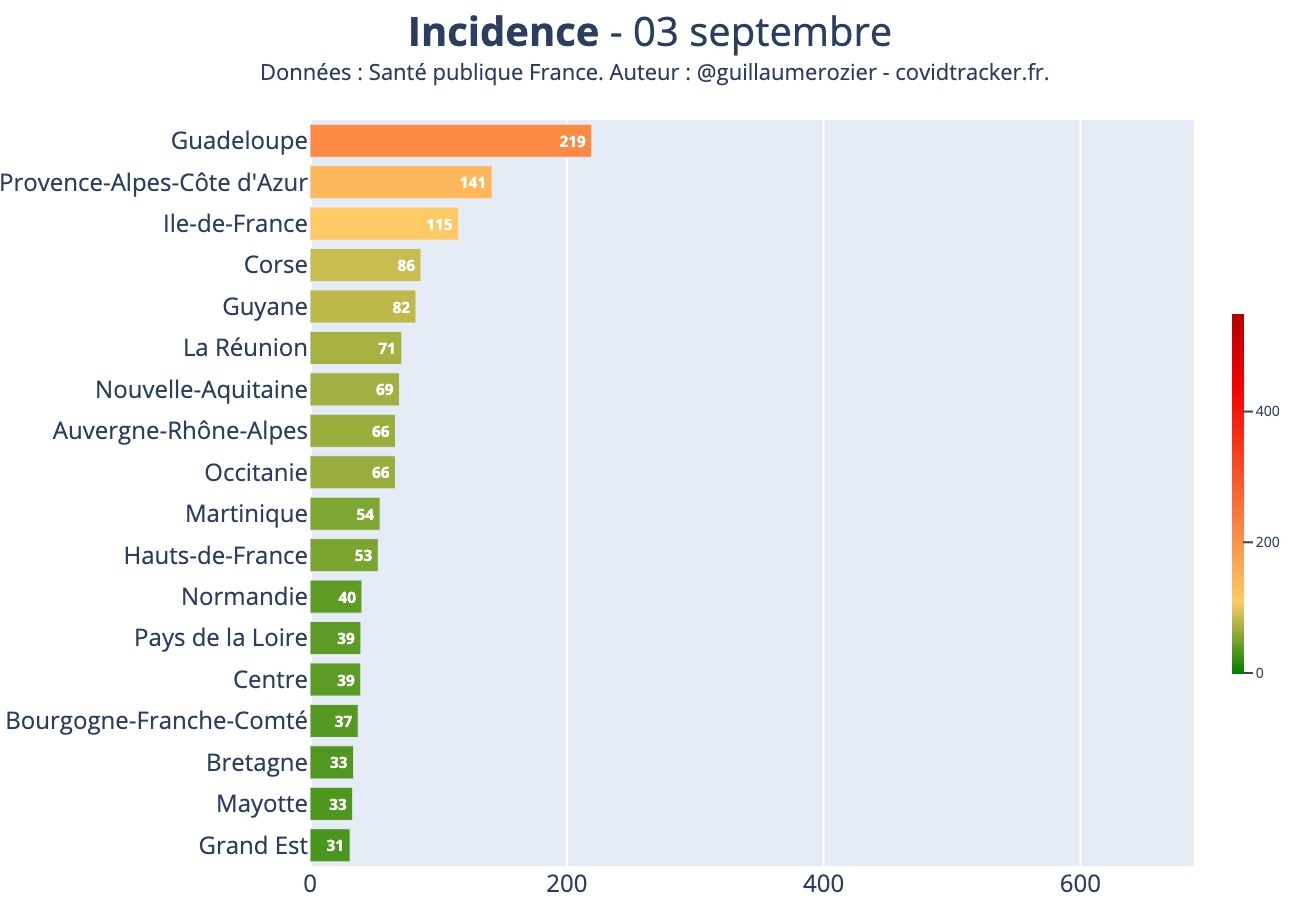 Incidence - 03 septembre
Données : Santé publique France. Auteur : @guillaumerozier - covidtracker.fr.
Guadeloupe 219
Provence-Alpes-Côte d'Azur 141
Ile-de-France 115
Corse 86
Guyane 82
La Réunion 71
Nouvelle-Aquitaine 69
Auvergne-Rhône-Alpes 66
Occitanie 66
Martinique 54
Hauts-de-France 53
Normandie 40
Pays de la Loire 39
Centre 39
Bourgogne-Franche-Comté 37
Bretagne 33
Mayotte 33
Grand Est 31
0 200 400 600
400
200
0